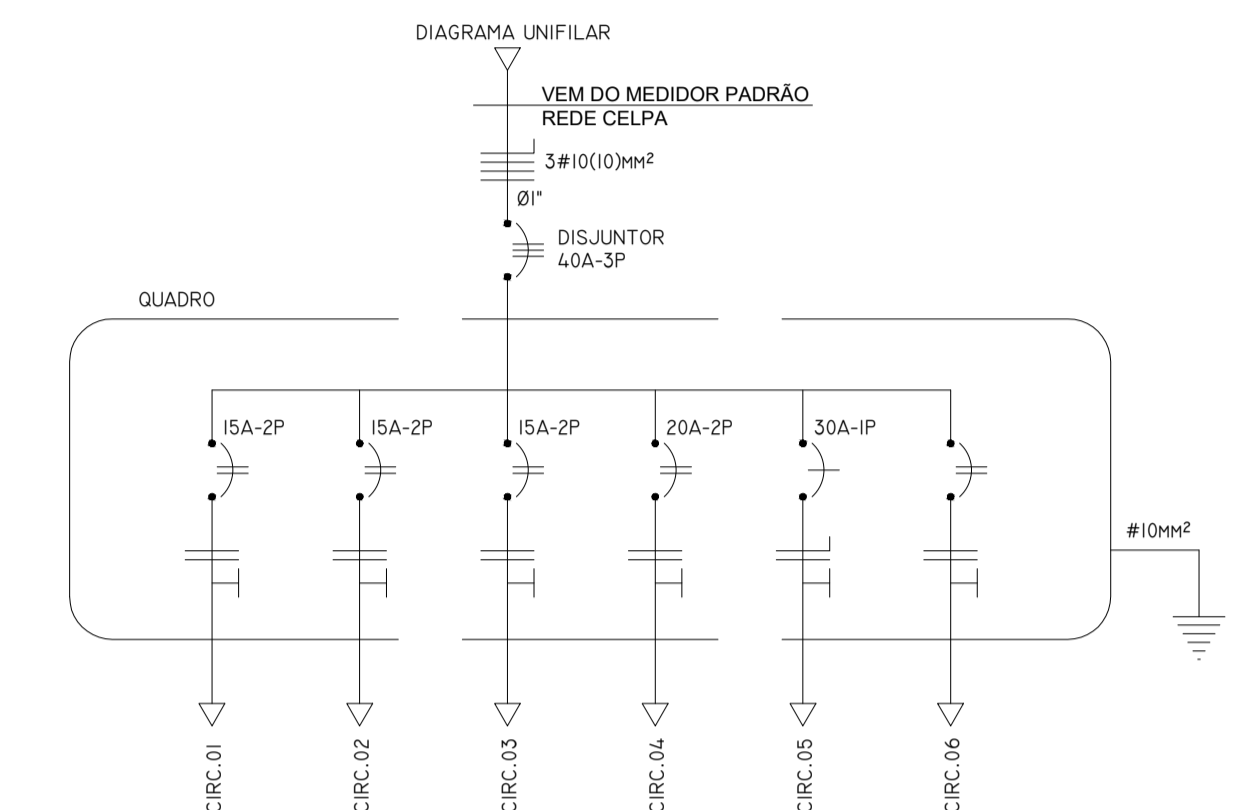 DIAGRAMA UNIFILAR
VEM DO MEDIDOR PADRÃO
REDE CELPA
3#10(10)MM²
Ø1"
DISJUNTOR
40A-3P
QUADRO
15A-2P
15A-2P
15A-2P
20A-2P
30A-1P
#10MM²
CIRC.01
CIRC.02
CIRC.03
CIRC.04
CIRC.05
CIRC.06